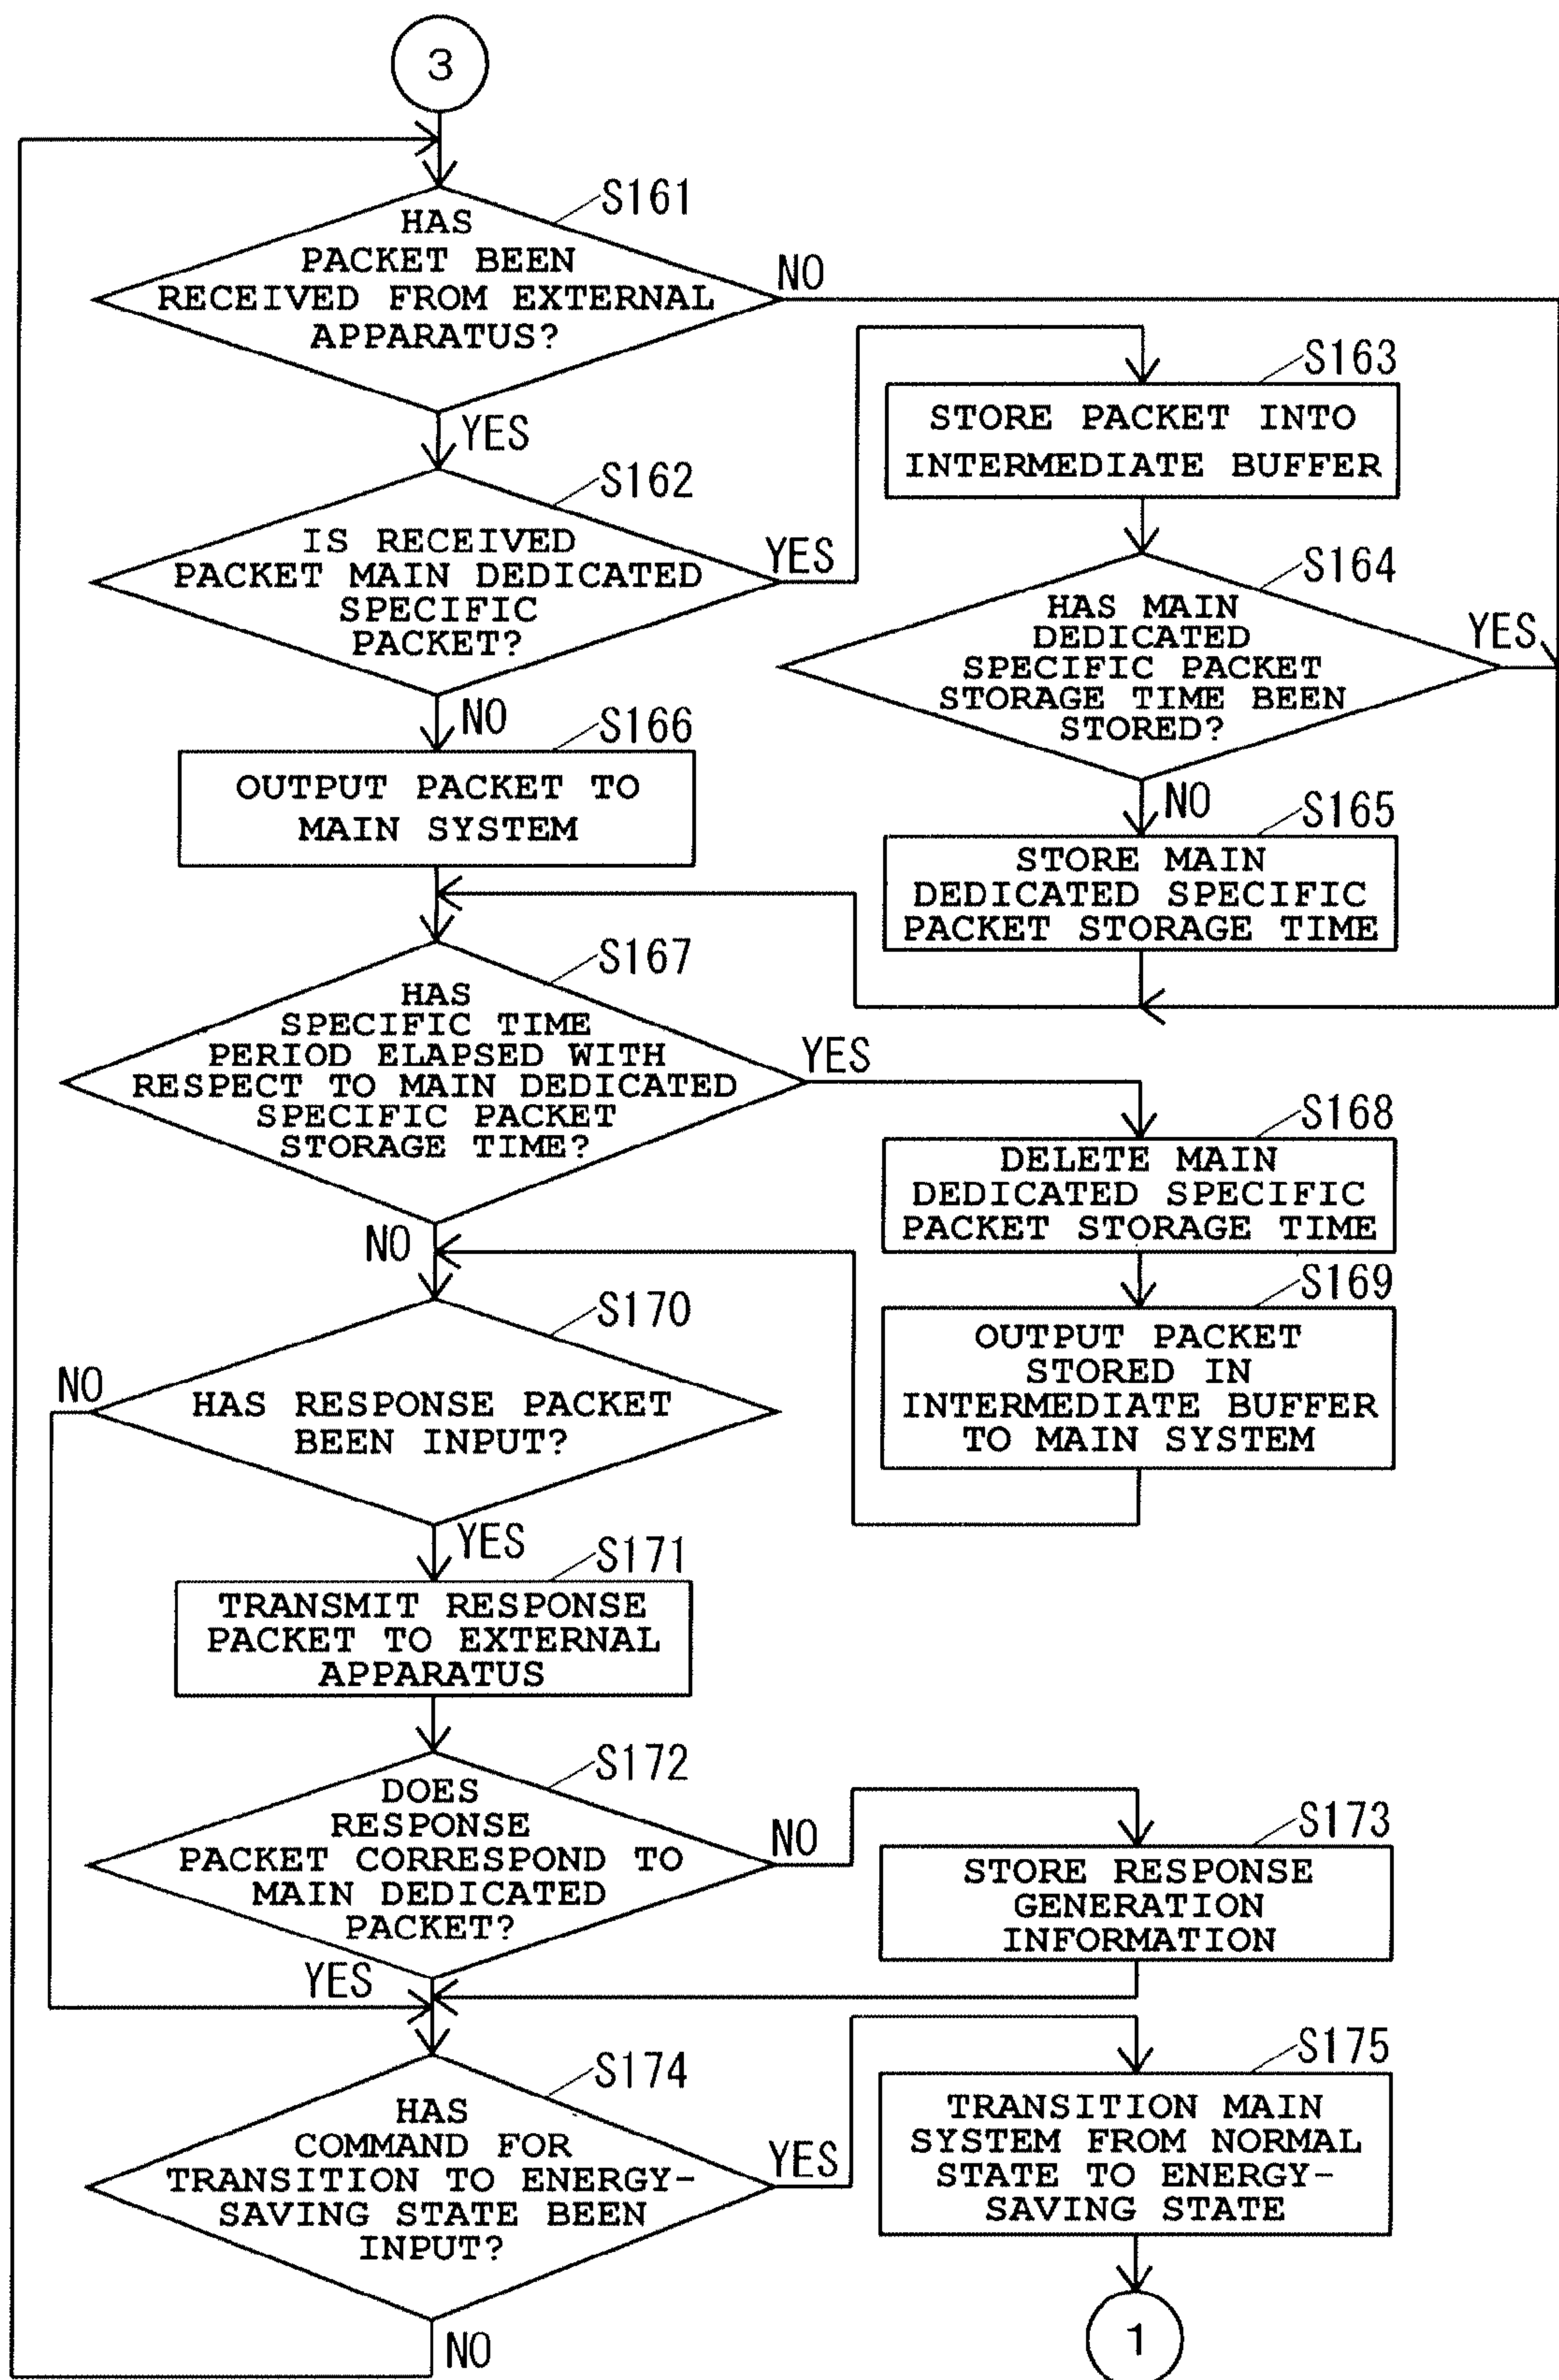 3
S161
HAS
PACKET BEEN
RECEIVED FROM EXTERNAL
APPARATUS?
NO
YES
S162
IS RECEIVED
PACKET MAIN DEDICATED
SPECIFIC
PACKET?
YES
NO
S163
STORE PACKET INTO
INTERMEDIATE BUFFER
S164
HAS MAIN
DEDICATED
SPECIFIC PACKET
STORAGE TIME BEEN
STORED?
YES
NO
S165
STORE MAIN
DEDICATED SPECIFIC
PACKET STORAGE TIME
S166
OUTPUT PACKET TO
MAIN SYSTEM
S167
HAS
SPECIFIC TIME
PERIOD ELAPSED WITH
RESPECT TO MAIN DEDICATED
SPECIFIC PACKET
STORAGE TIME?
YES
NO
S168
DELETE MAIN
DEDICATED SPECIFIC
PACKET STORAGE TIME
S169
OUTPUT PACKET
STORED IN
INTERMEDIATE BUFFER
TO MAIN SYSTEM
S170
NO
HAS RESPONSE PACKET
BEEN INPUT?
YES
S171
TRANSMIT RESPONSE
PACKET TO EXTERNAL
APPARATUS
S172
DOES
RESPONSE
PACKET CORRESPOND TO
MAIN DEDICATED
PACKET?
NO
YES
S173
STORE RESPONSE
GENERATION
INFORMATION
S174
HAS
COMMAND FOR
TRANSITION TO ENERGY-
SAVING STATE BEEN
INPUT?
YES
NO
S175
TRANSITION MAIN
SYSTEM FROM NORMAL
STATE TO ENERGY-
SAVING STATE
1